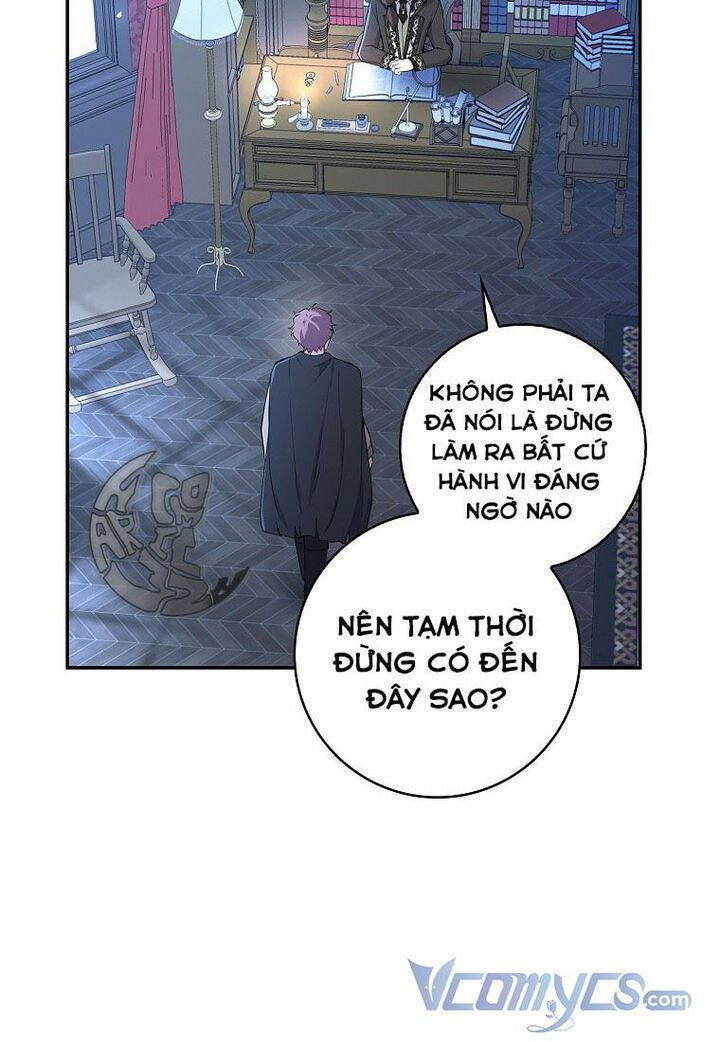 KHÔNG PHẢI TA
ĐÃ NÓI LÀ ĐỪNG
LÀM RA BẤT CỨ
HÀNH VI ĐÁNG
NGỜ NÀO
NÊN TẠM THỜI
ĐỪNG CÓ ĐẾN
ĐÂY SAO?
Vcomycs.com